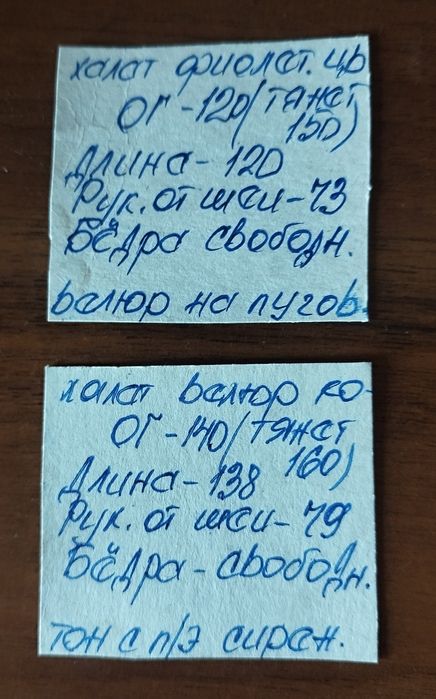 халат фиолет. цв
ОГ-120/тянет
150)
Длина-120
Рук. от шеи-73
Бёдра свободн.
велюр на пугов.
халат велюр ко-
ОГ-140/тянет
160)
Длина-138
Рук. от шеи-79
Бёдра-свободн.
тон с п/э сирен.